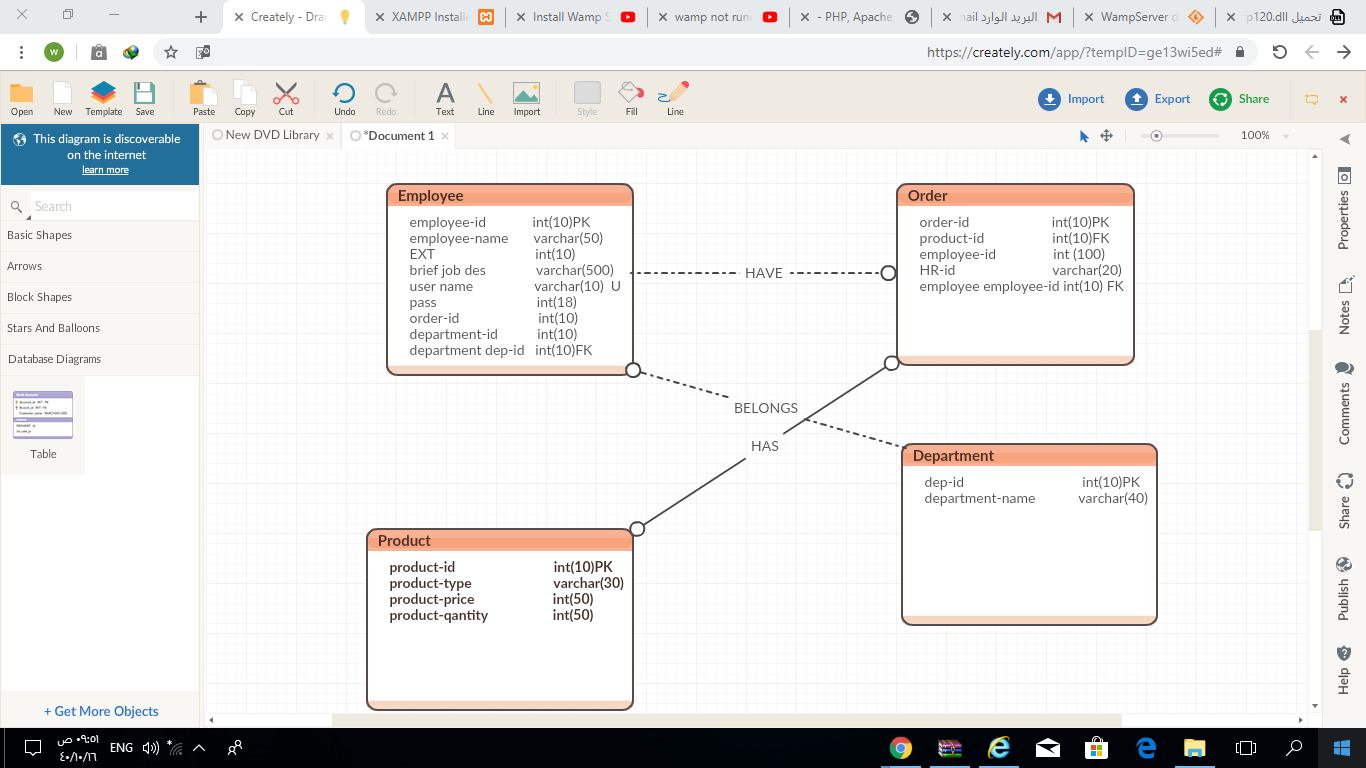 Creately - Dra
XAMPP Installe
Install Wamp S
wamp not run
- PHP, Apache,
البريد الوارد ail
WampServer d
تحميل p120.dll
w
https://creately.com/app/?tempID=ge13wi5ed#
Open
New
Template
Save
Paste
Copy
Cut
Undo
Redo
Text
Line
Import
Style
Fill
Line
Import
Export
Share
This diagram is discoverable
on the internet
learn more
New DVD Library
*Document 1
100%
Search
Basic Shapes
Arrows
Block Shapes
Stars And Balloons
Database Diagrams
Table
+ Get More Objects
Employee
employee-id int(10)PK
employee-name varchar(50)
EXT int(10)
brief job des varchar(500)
user name varchar(10) U
pass int(18)
order-id int(10)
department-id int(10)
department dep-id int(10)FK
HAVE
Order
order-id int(10)PK
product-id int(10)FK
employee-id int (100)
HR-id varchar(20)
employee employee-id int(10) FK
BELONGS
HAS
Department
dep-id int(10)PK
department-name varchar(40)
Product
product-id int(10)PK
product-type varchar(30)
product-price int(50)
product-qantity int(50)
Properties
Notes
Comments
Share
Publish
Help
ENG
٠٩:٥١ ص
٤٠/١٠/١٦